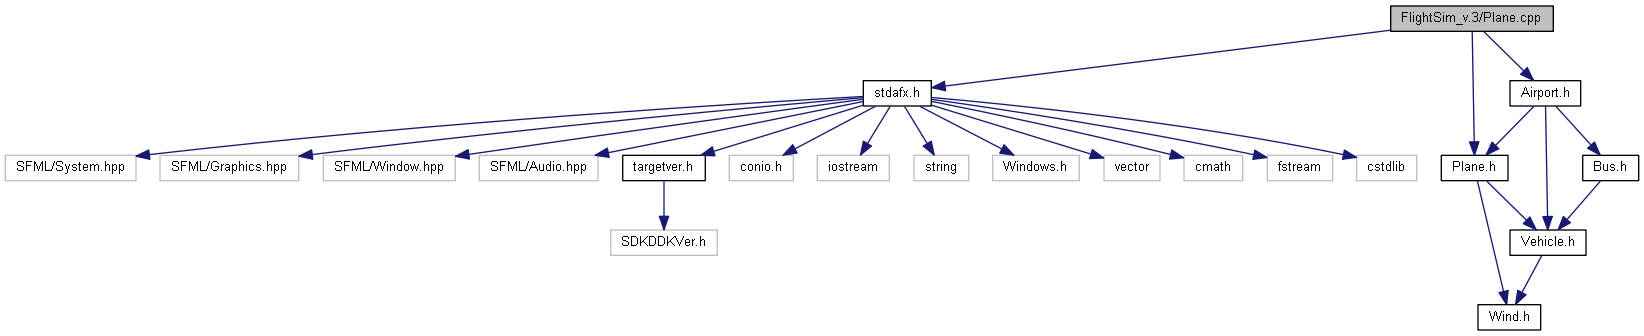 FlightSim_v.3/Plane.cpp
stdafx.h
Airport.h
SFML/System.hpp
SFML/Graphics.hpp
SFML/Window.hpp
SFML/Audio.hpp
targetver.h
conio.h
iostream
string
Windows.h
vector
cmath
fstream
cstdlib
Plane.h
Bus.h
SDKDDKVer.h
Vehicle.h
Wind.h